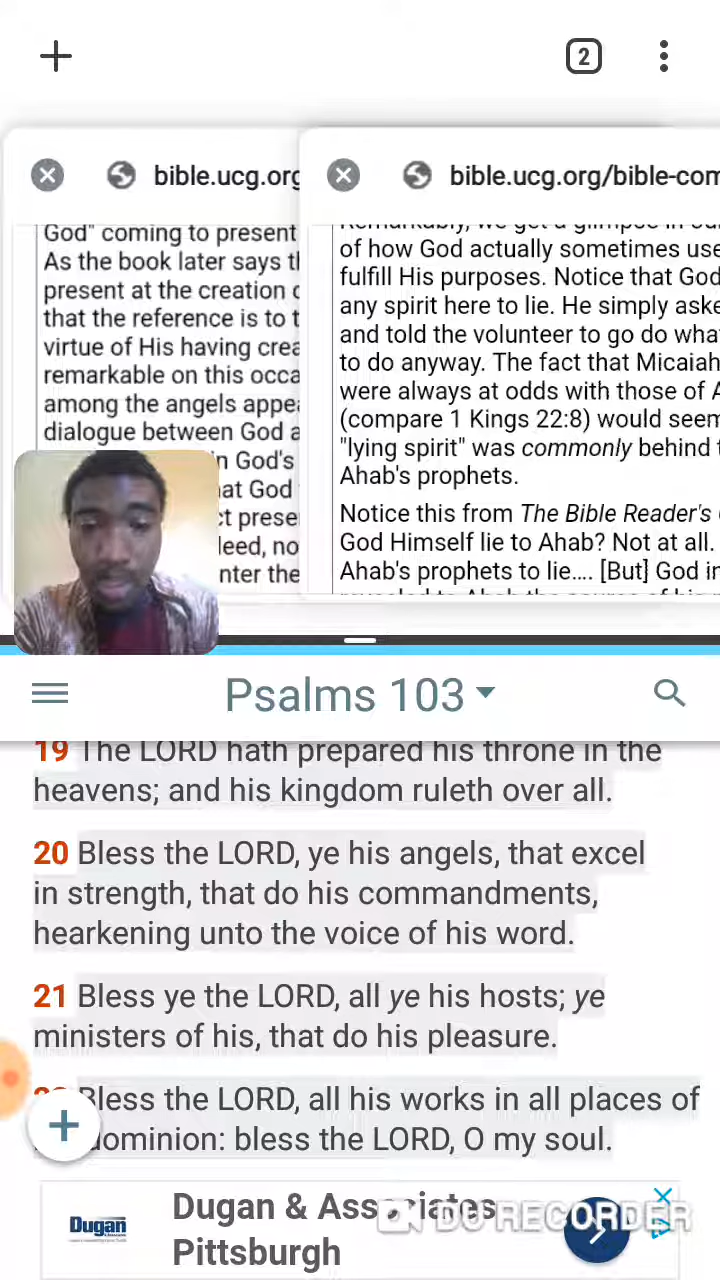 2
bible.ucg.org
bible.ucg.org/bible-com
God" coming to present
As the book later says th
present at the creation
that the reference is to t
virtue of His having crea
remarkable on this occa
among the angels appea
dialogue between God a
n God's
at God
t prese
eed, no
nter the
Remarkably, we get a glimpse in
of how God actually sometimes use
fulfill His purposes. Notice that God
any spirit here to lie. He simply aske
and told the volunteer to go do wha
to do anyway. The fact that Micaiah
were always at odds with those of A
(compare 1 Kings 22:8) would seem
"lying spirit" was commonly behind t
Ahab's prophets.
Notice this from The Bible Reader's
God Himself lie to Ahab? Not at all.
Ahab's prophets to lie.... [But] God in
Psalms 103
19 The LORD hath prepared his throne in the
heavens; and his kingdom ruleth over all.
20 Bless the LORD, ye his angels, that excel
in strength, that do his commandments,
hearkening unto the voice of his word.
21 Bless ye the LORD, all ye his hosts; ye
ministers of his, that do his pleasure.
Bless the LORD, all his works in all places of
dominion: bless the LORD, O my soul.
Dugan
Dugan & Associates
Pittsburgh
DU RECORDER